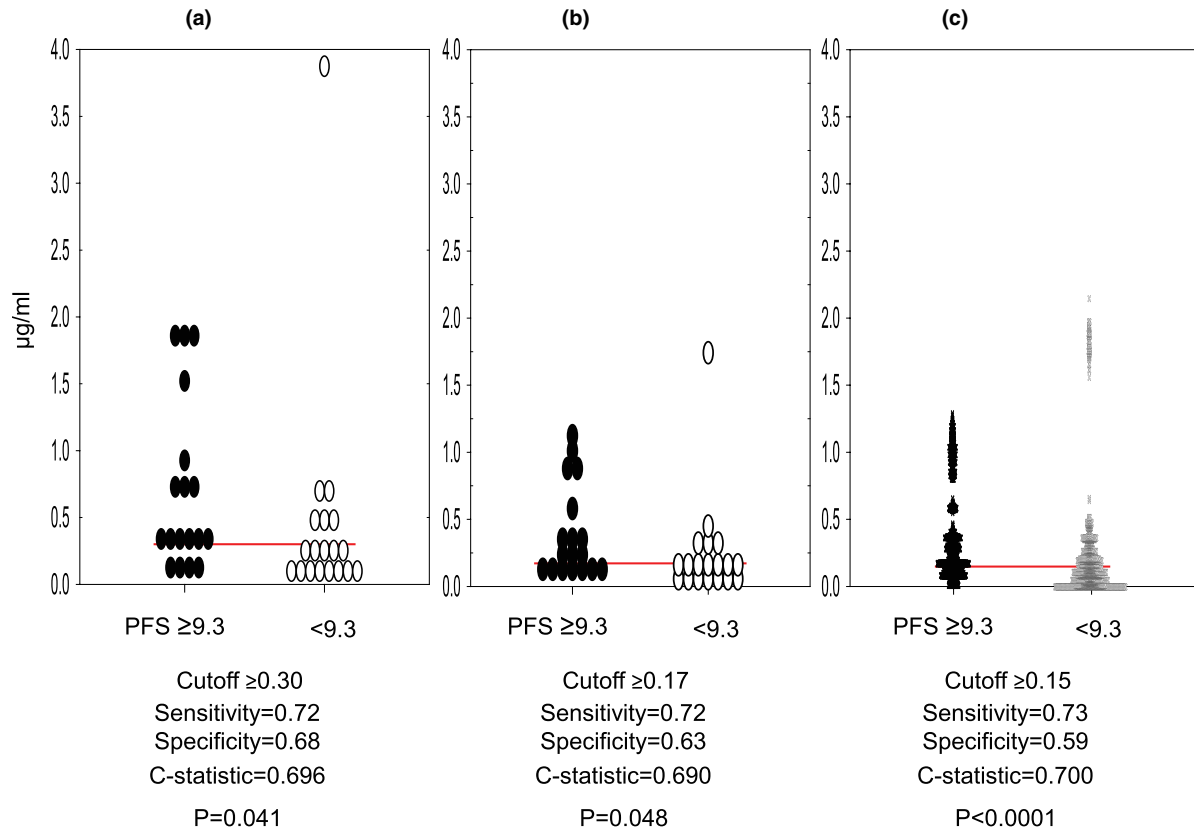 (a) (b) (c)
4.0 4.0 4.0
3.5 3.5 3.5
3.0 3.0 3.0
2.5 2.5 2.5
2.0 2.0 2.0
1.5 1.5 1.5
1.0 1.0 1.0
0.5 0.5 0.5
0.0 0.0 0.0
µg/ml
PFS ≥9.3 <9.3 PFS ≥9.3 <9.3 PFS ≥9.3 <9.3
Cutoff ≥0.30 Cutoff ≥0.17 Cutoff ≥0.15
Sensitivity=0.72 Sensitivity=0.72 Sensitivity=0.73
Specificity=0.68 Specificity=0.63 Specificity=0.59
C-statistic=0.696 C-statistic=0.690 C-statistic=0.700
P=0.041 P=0.048 P<0.0001